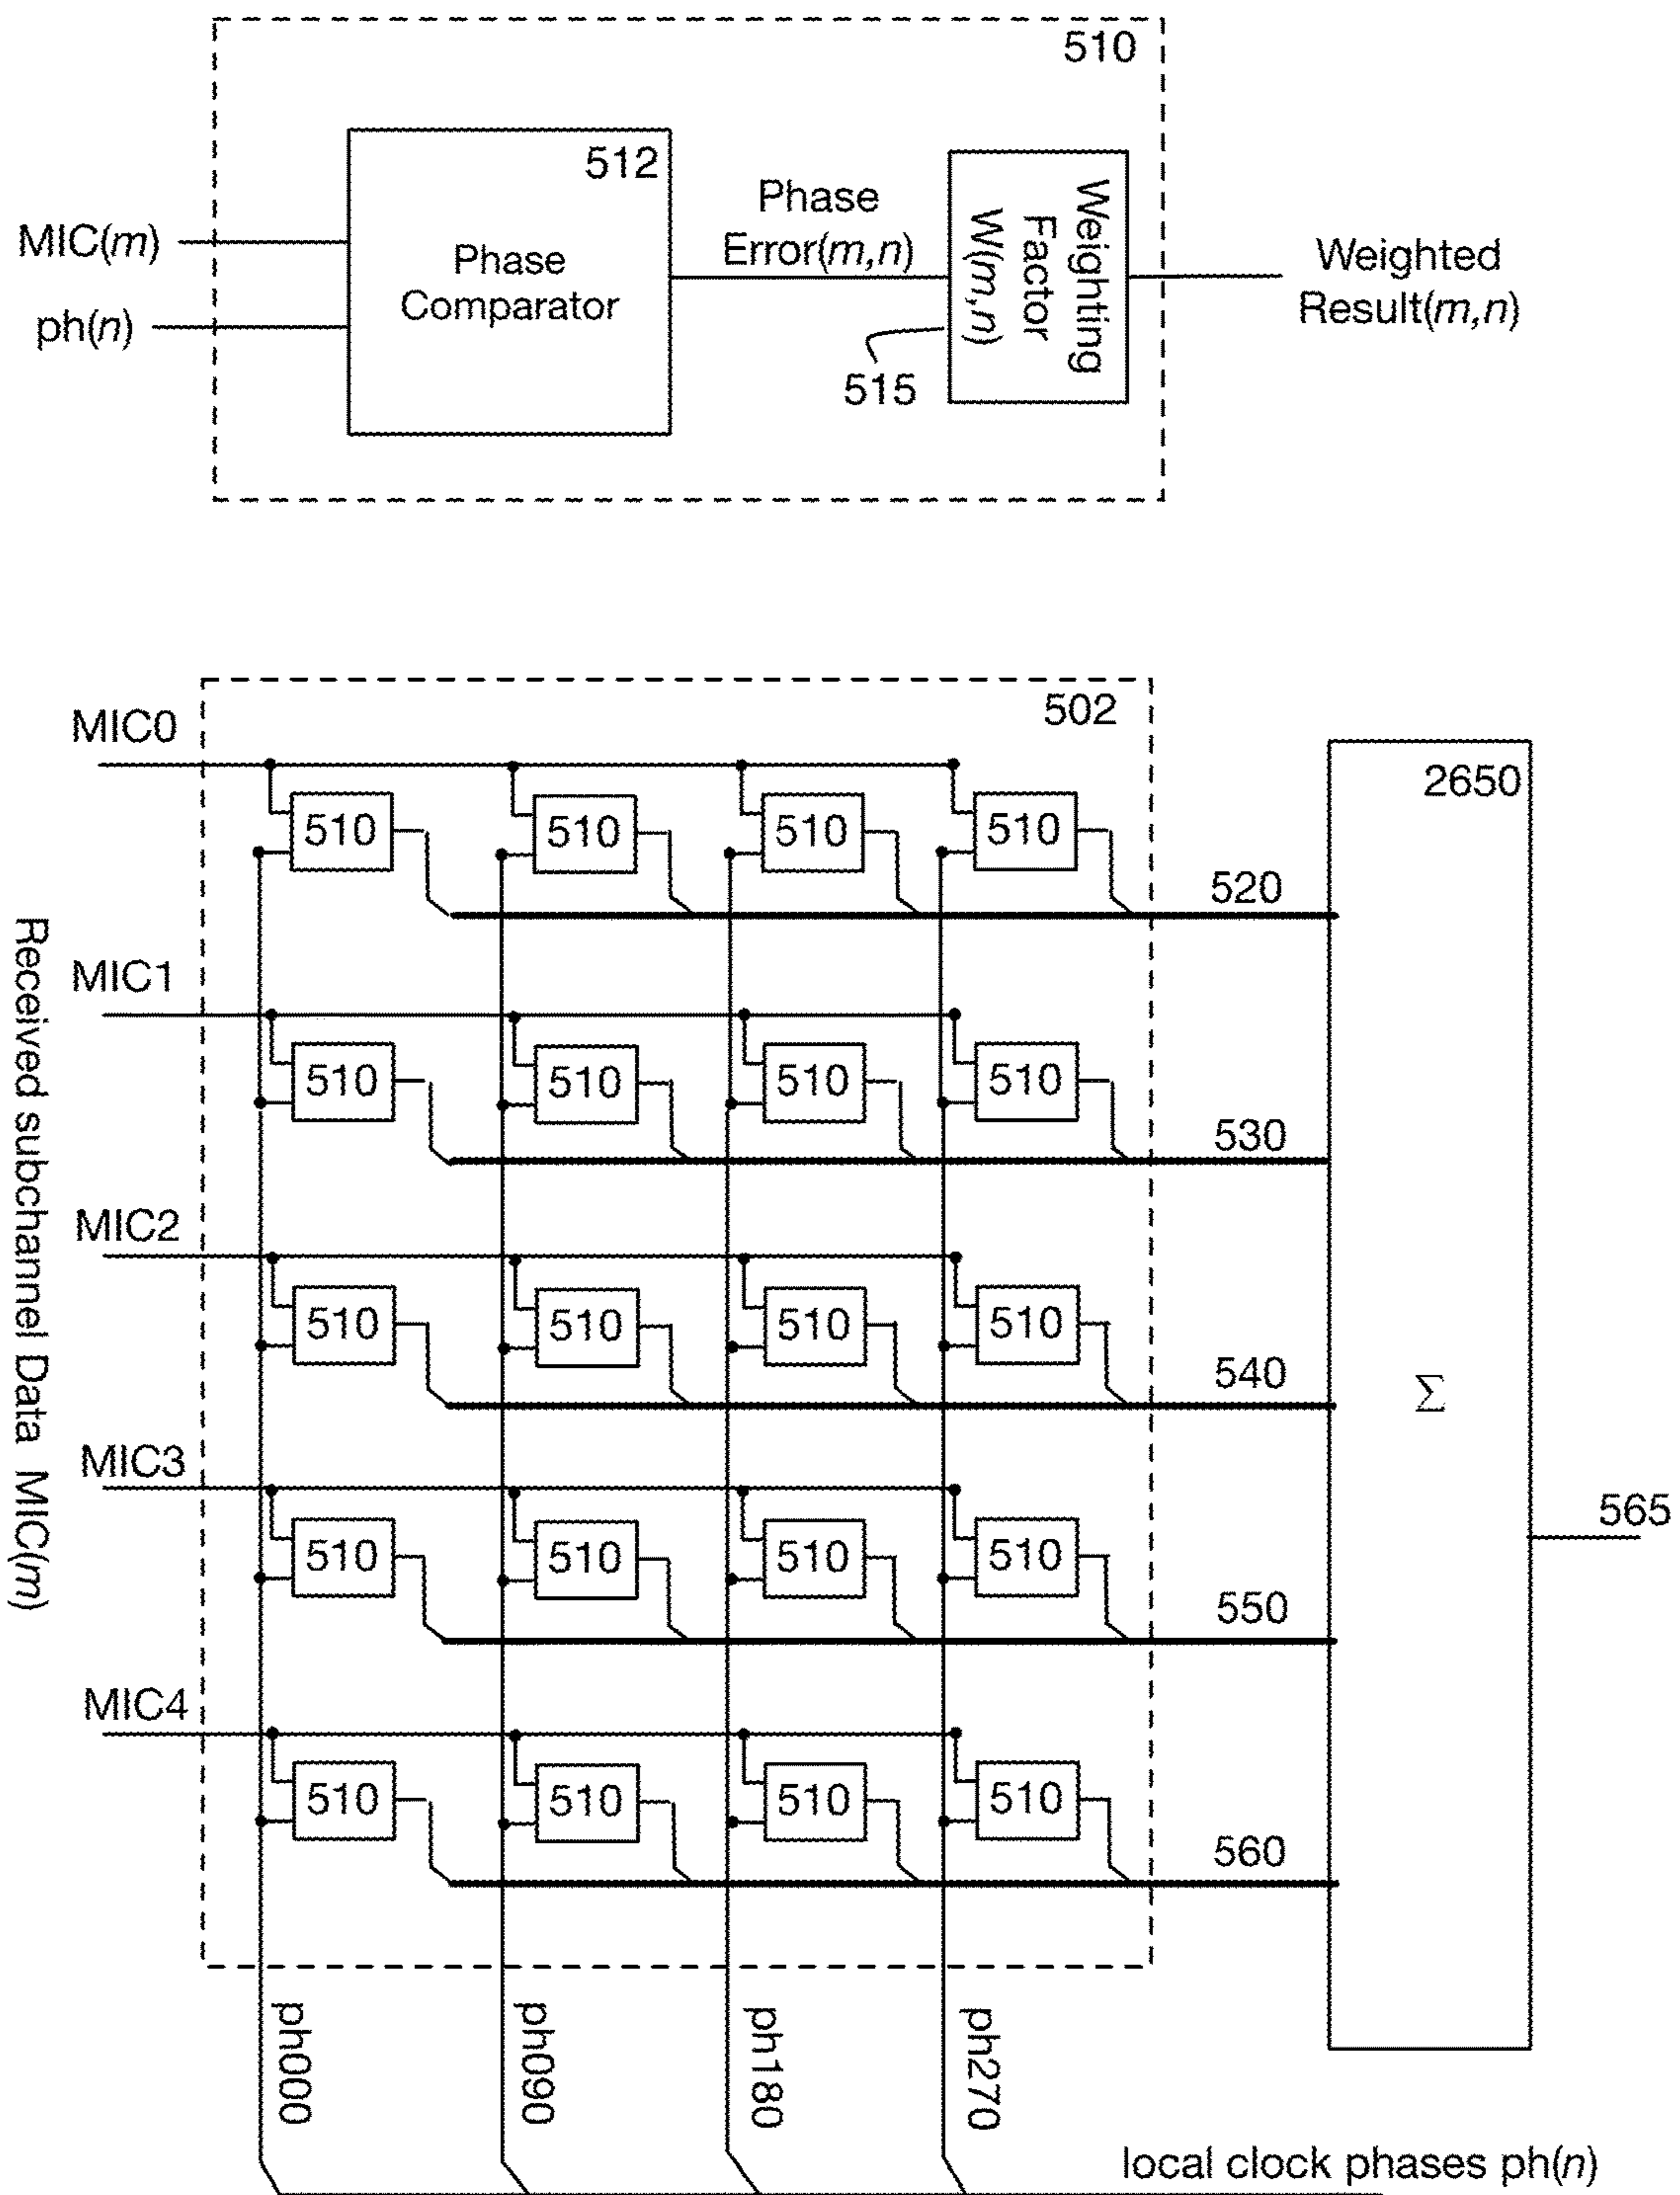 510
512
Phase
Comparator
MIC(m)
ph(n)
Phase
Error(m,n)
515
Weighting
Factor
W(m,n)
Weighted
Result(m,n)
502
2650
MIC0
510 510 510 510
520
MIC1
510 510 510 510
530
MIC2
510 510 510 510
540
Σ
MIC3
510 510 510 510
550
565
MIC4
510 510 510 510
560
Received subchannel Data MIC(m)
ph000
ph090
ph180
ph270
local clock phases ph(n)